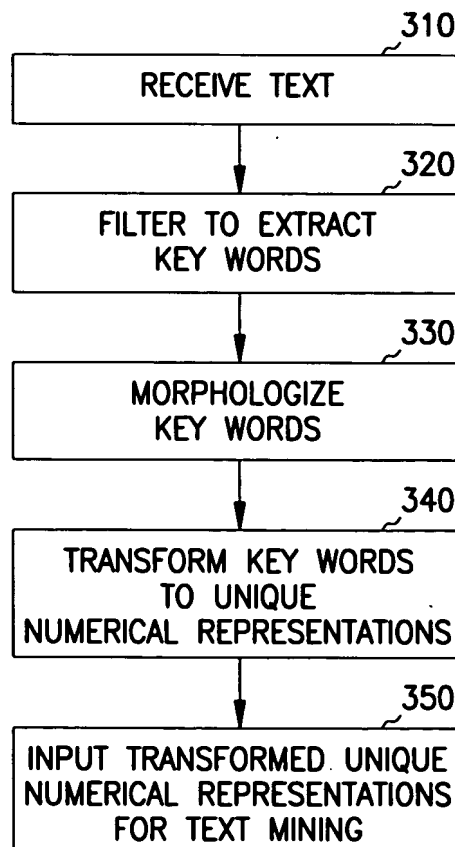 310
RECEIVE TEXT
320
FILTER TO EXTRACT
KEY WORDS
330
MORPHOLOGIZE
KEY WORDS
340
TRANSFORM KEY WORDS
TO UNIQUE
NUMERICAL REPRESENTATIONS
350
INPUT TRANSFORMED UNIQUE
NUMERICAL REPRESENTATIONS
FOR TEXT MINING